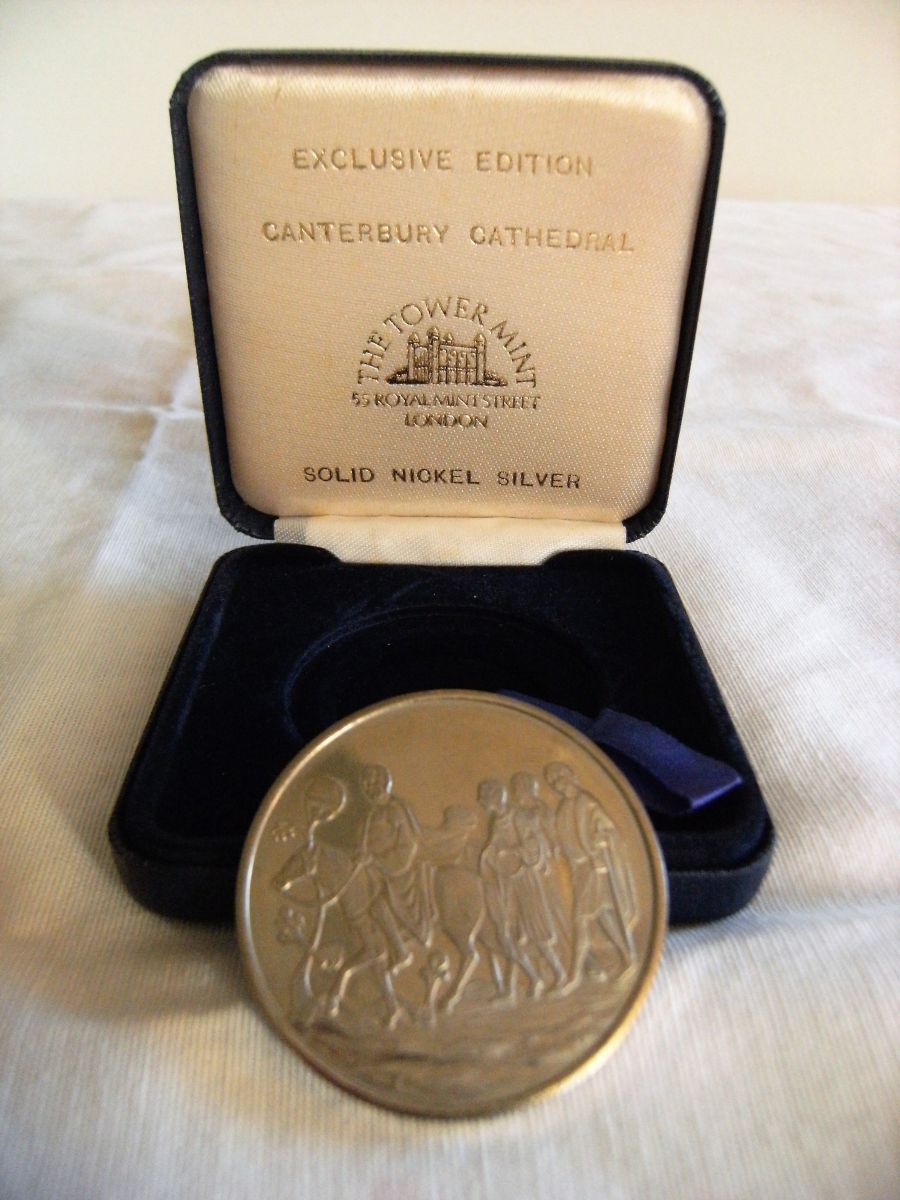 EXCLUSIVE EDITION
CANTERBURY CATHEDRAL
THE TOWER MINT
55 ROYAL MINT STREET
LONDON
SOLID NICKEL SILVER